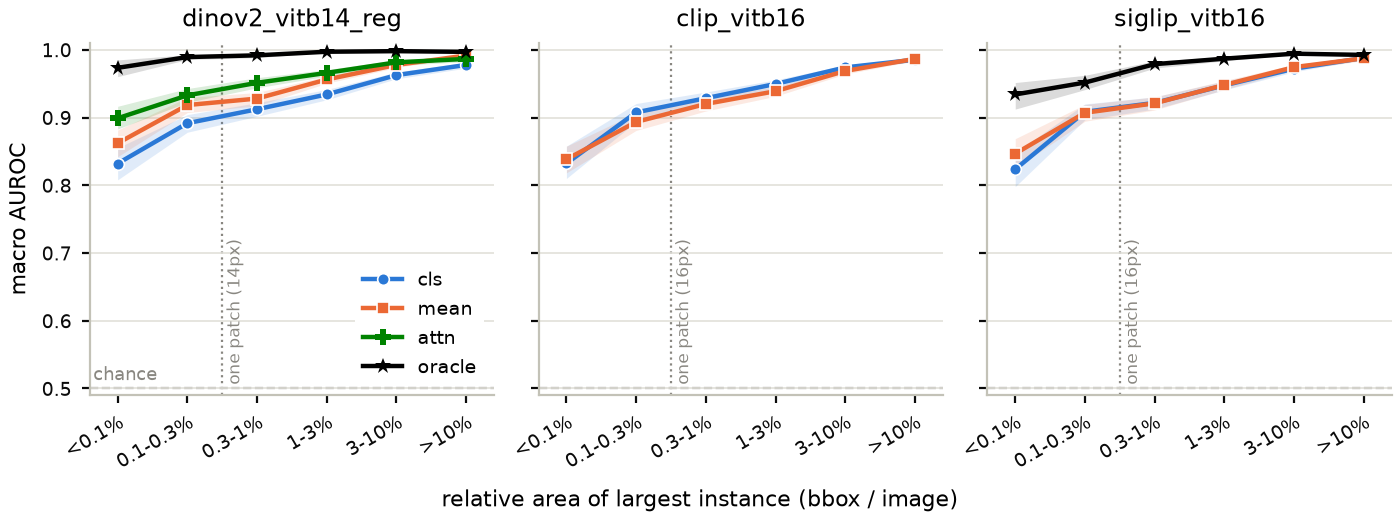 dinov2_vitb14_reg
clip_vitb16
siglip_vitb16
macro AUROC
1.0
0.9
0.8
0.7
0.6
0.5
chance
one patch (14px)
cls
mean
attn
oracle
<0.1%
0.1-0.3%
0.3-1%
1-3%
3-10%
>10%
one patch (16px)
<0.1%
0.1-0.3%
0.3-1%
1-3%
3-10%
>10%
one patch (16px)
<0.1%
0.1-0.3%
0.3-1%
1-3%
3-10%
>10%
relative area of largest instance (bbox / image)